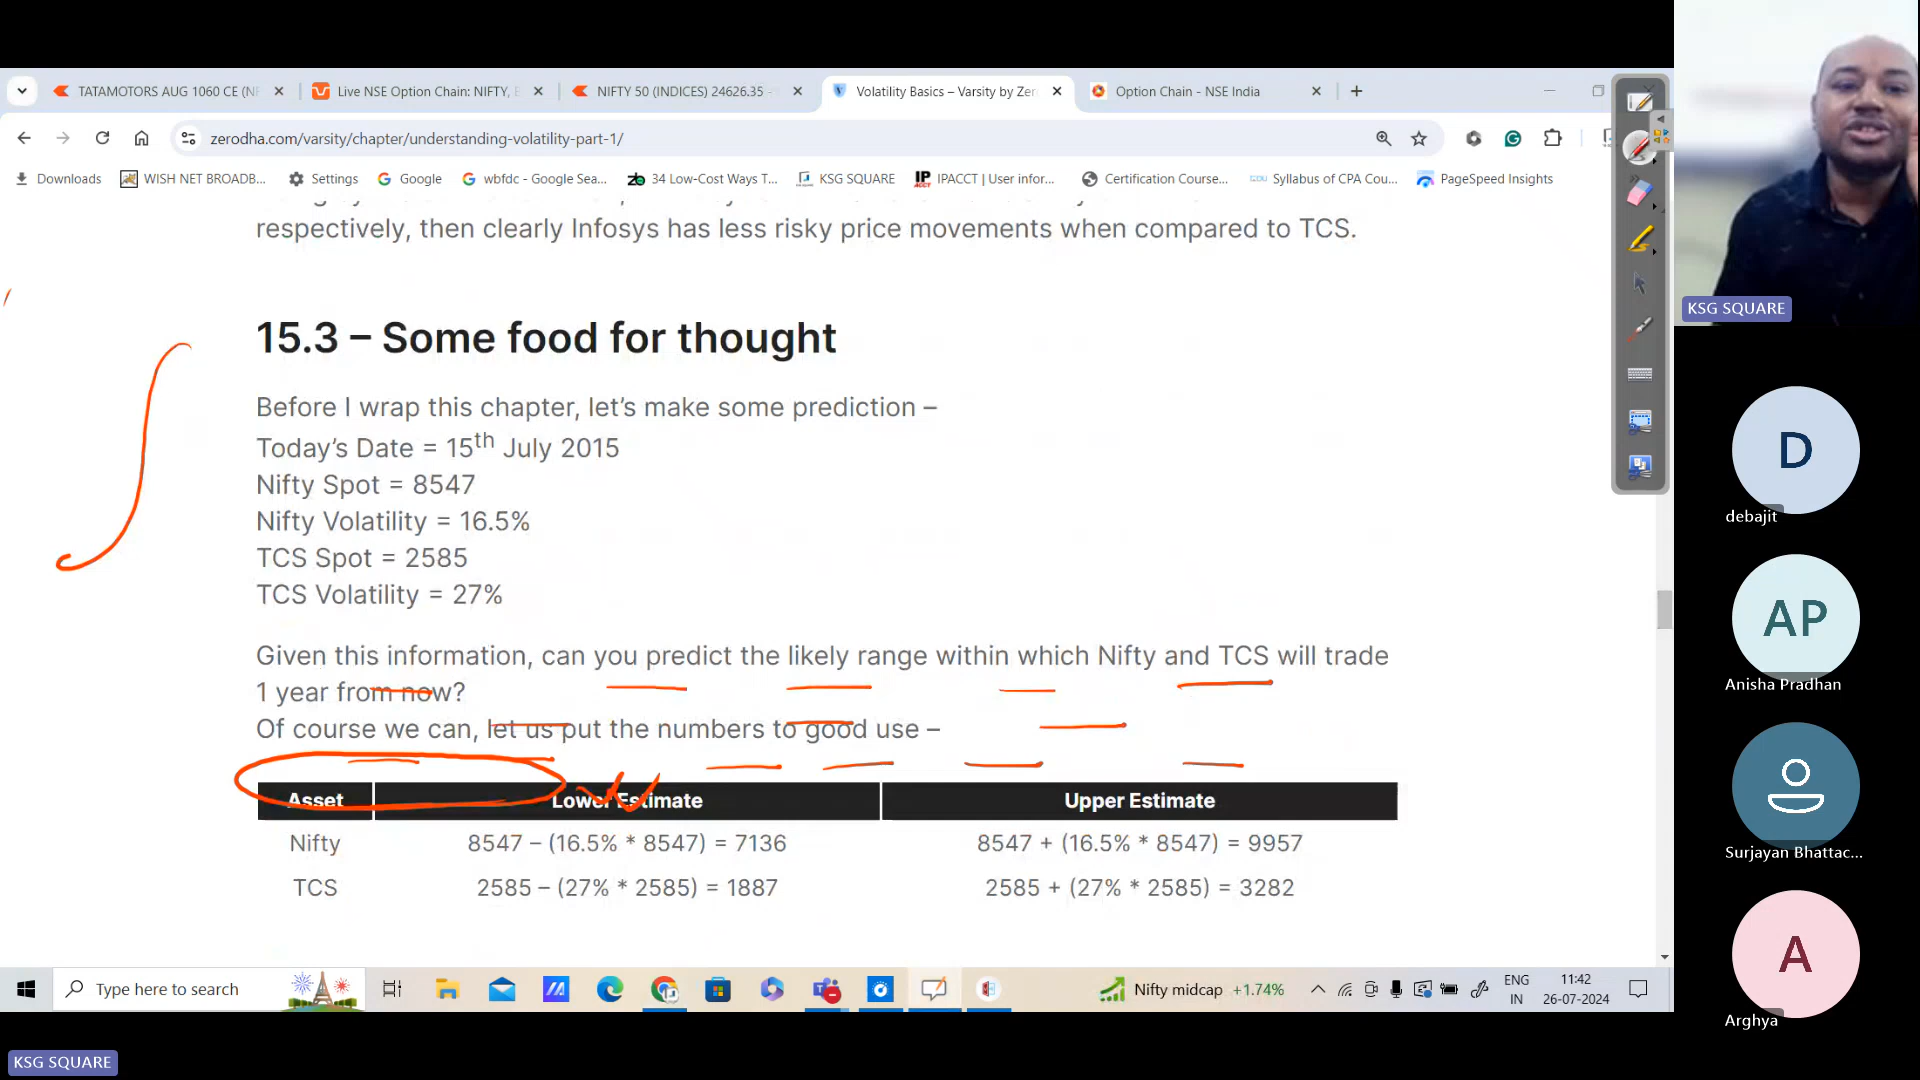 TATAMOTORS AUG 1060 CE (NF
Live NSE Option Chain: NIFTY, B
NIFTY 50 (INDICES) 24626.35 -
Volatility Basics – Varsity by Zer
Option Chain - NSE India
zerodha.com/varsity/chapter/understanding-volatility-part-1/
Downloads
WISH NET BROADB...
Settings
Google
wbfdc - Google Sea...
34 Low-Cost Ways T...
KSG SQUARE
IPACCT | User infor...
Certification Course...
Syllabus of CPA Cou...
PageSpeed Insights
respectively, then clearly Infosys has less risky price movements when compared to TCS.
15.3 – Some food for thought
Before I wrap this chapter, let's make some prediction –
Today's Date = 15th July 2015
Nifty Spot = 8547
Nifty Volatility = 16.5%
TCS Spot = 2585
TCS Volatility = 27%
Given this information, can you predict the likely range within which Nifty and TCS will trade
1 year from now?
Of course we can, let us put the numbers to good use –
Asset Lower Estimate Upper Estimate
Nifty 8547 – (16.5% * 8547) = 7136 8547 + (16.5% * 8547) = 9957
TCS 2585 – (27% * 2585) = 1887 2585 + (27% * 2585) = 3282
Type here to search
Nifty midcap +1.74%
ENG
IN
11:42
26-07-2024
KSG SQUARE
D
debajit
AP
Anisha Pradhan
Surjayan Bhattac...
A
Arghya
KSG SQUARE